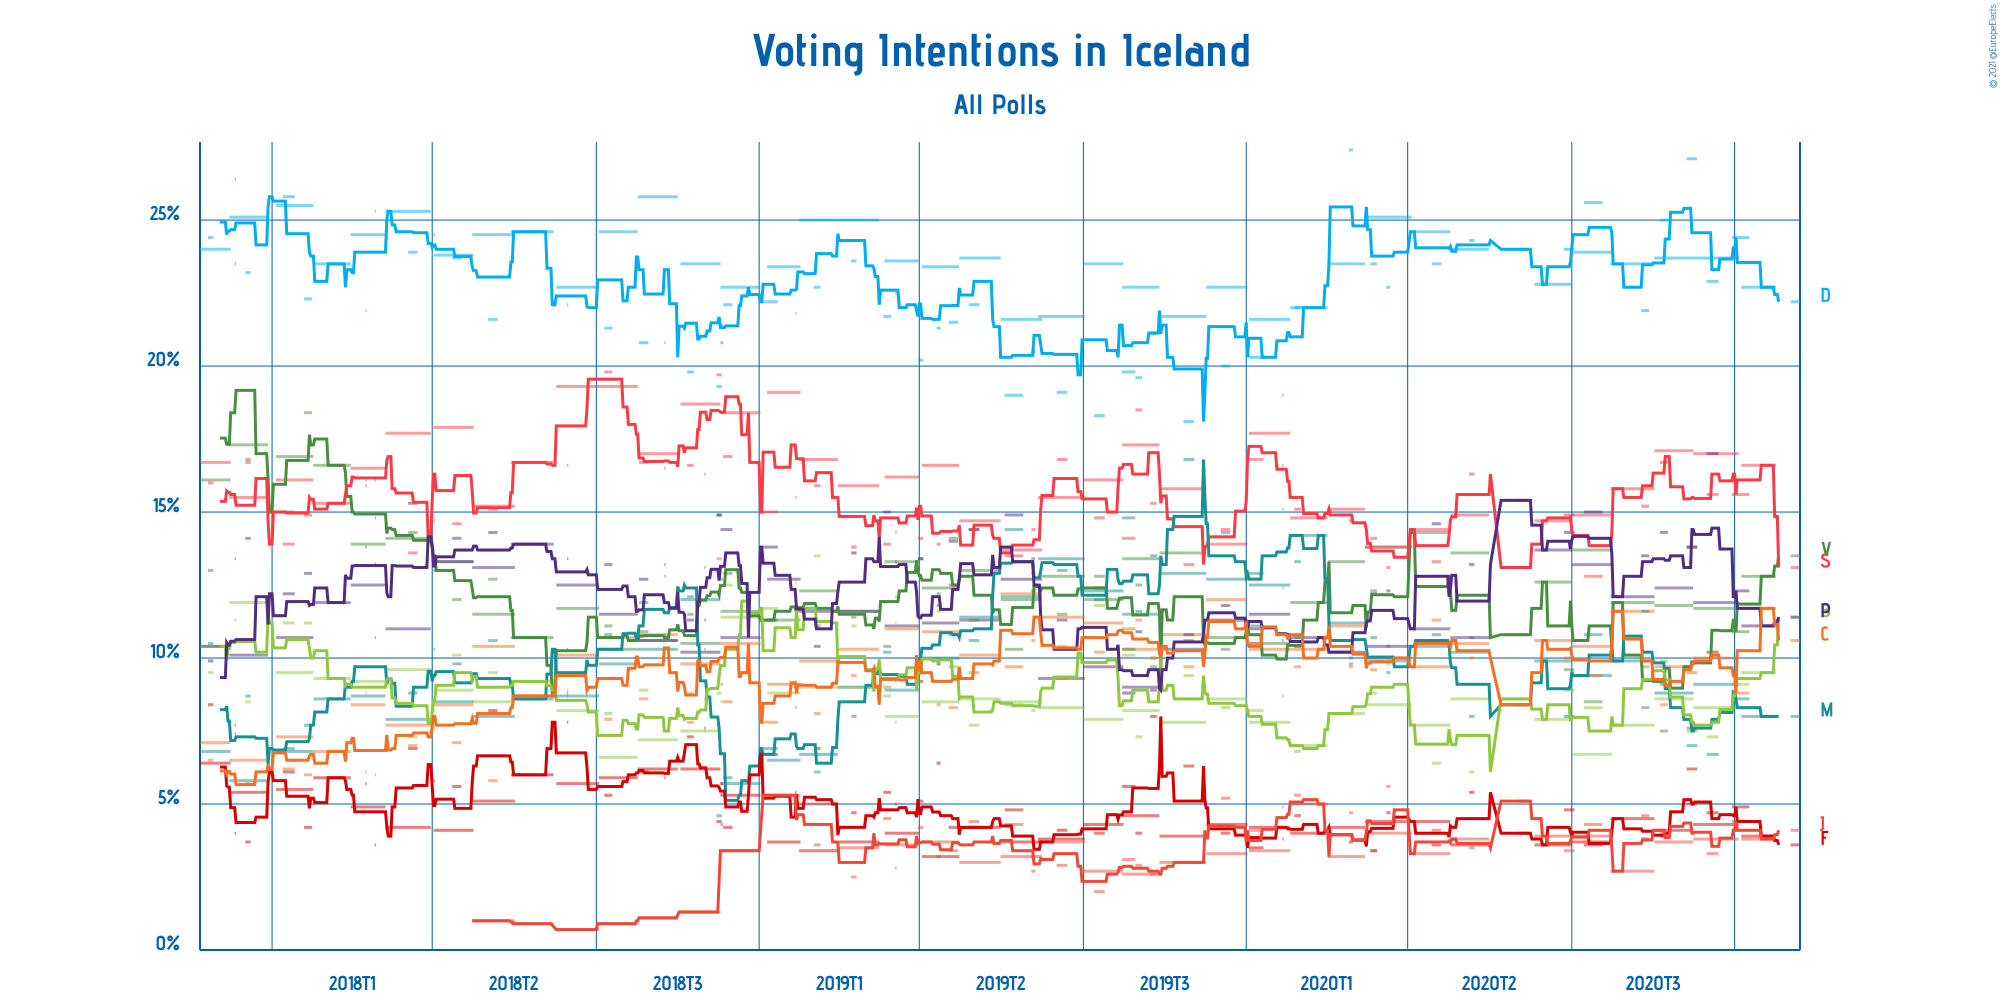 Voting Intentions in Iceland
All Polls
© 2021 @EuropeElects
25%
20%
15%
10%
5%
0%
D
V
S
P
C
M
F
2018T1 2018T2 2018T3 2019T1 2019T2 2019T3 2020T1 2020T2 2020T3